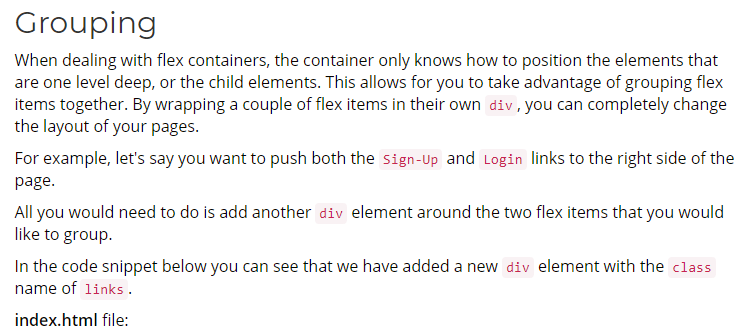 Grouping
When dealing with flex containers, the container only knows how to position the elements that
are one level deep, or the child elements. This allows for you to take advantage of grouping flex
items together. By wrapping a couple of flex items in their own div, you can completely change
the layout of your pages.
For example, let's say you want to push both the Sign-Up and Login links to the right side of the
page.
All you would need to do is add another div element around the two flex items that you would
like to group.
In the code snippet below you can see that we have added a new div element with the class
name of links.
index.html file: